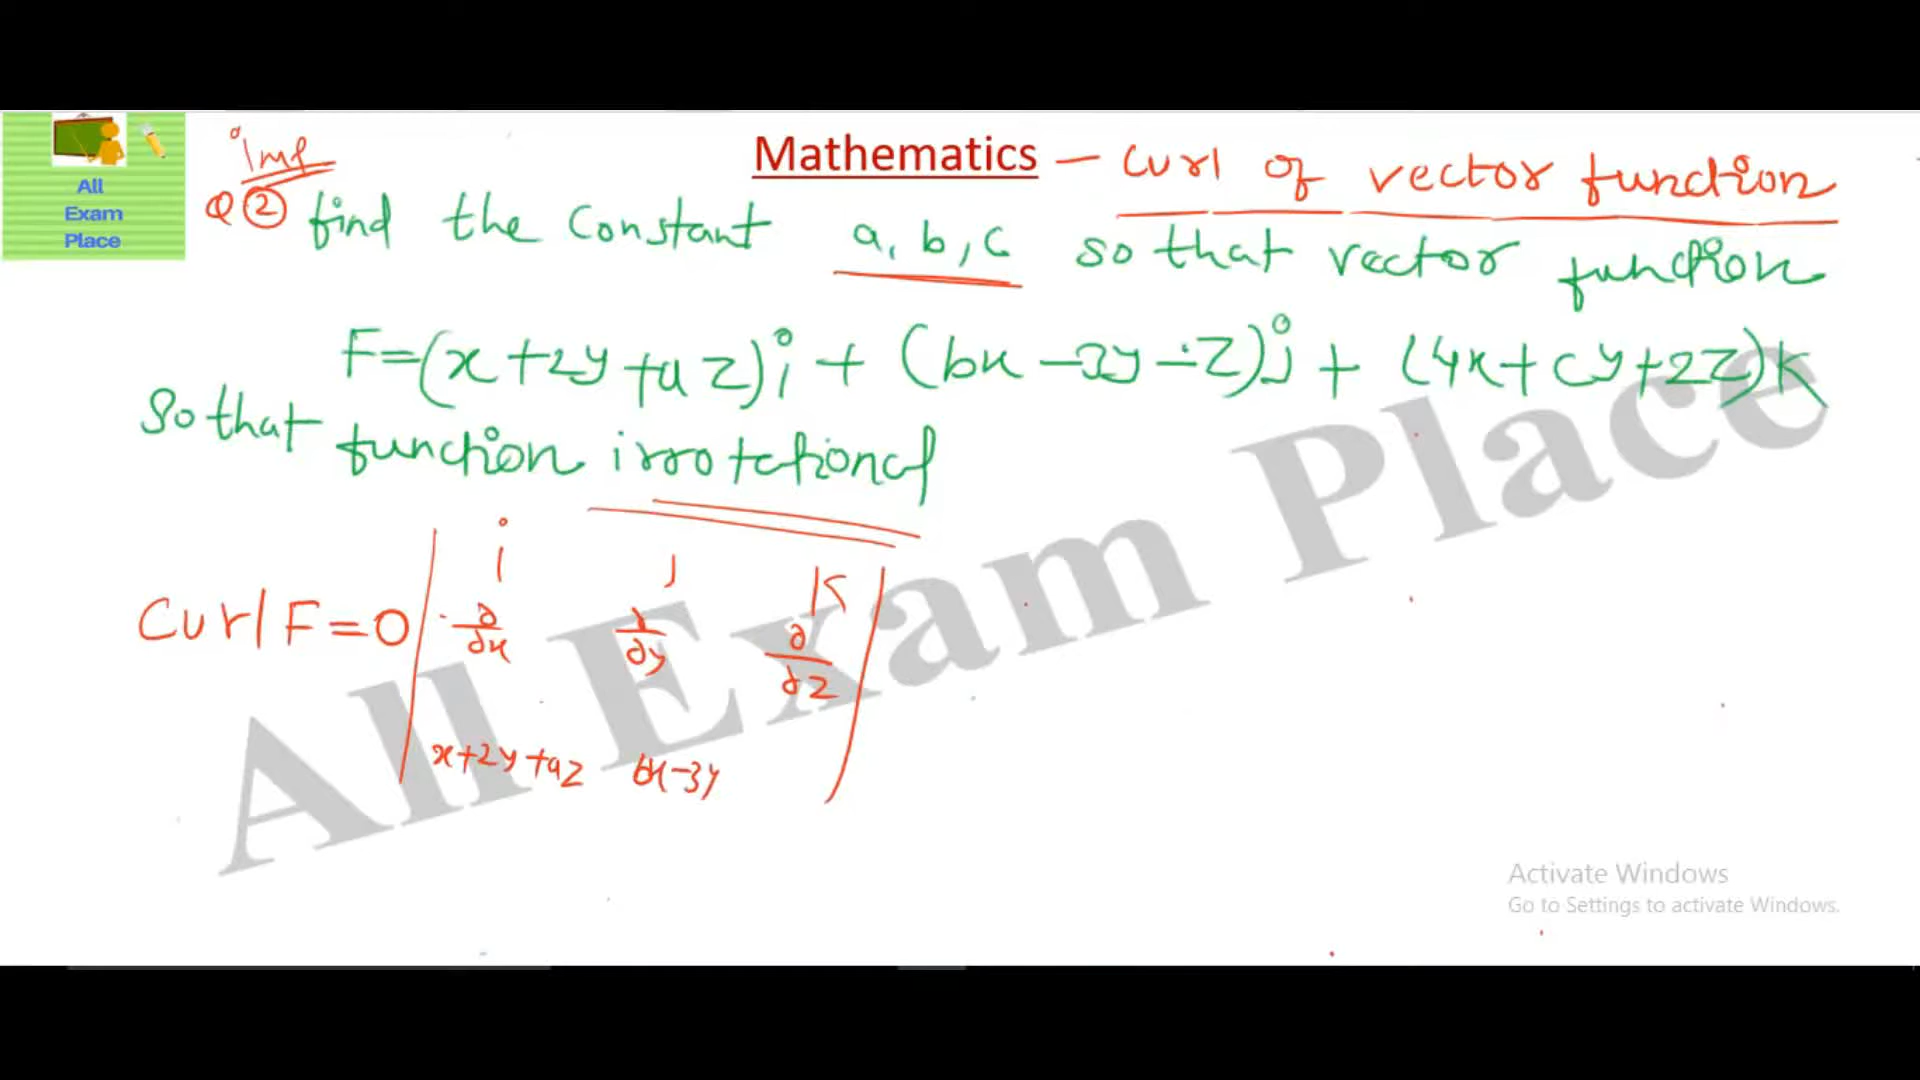 All
Exam
Place
Imp
Mathematics - curl of vector function
Q ② find the constant a, b, c so that vector function
F=(x+2y+az)i + (bx-3y-z)j + (4x+cy+2z)k
So that function irrotational
i j K
Curl F = 0 ∂/∂x ∂/∂y ∂/∂z
x+2y+az bx-3y
All Exam Place
Activate Windows
Go to Settings to activate Windows.